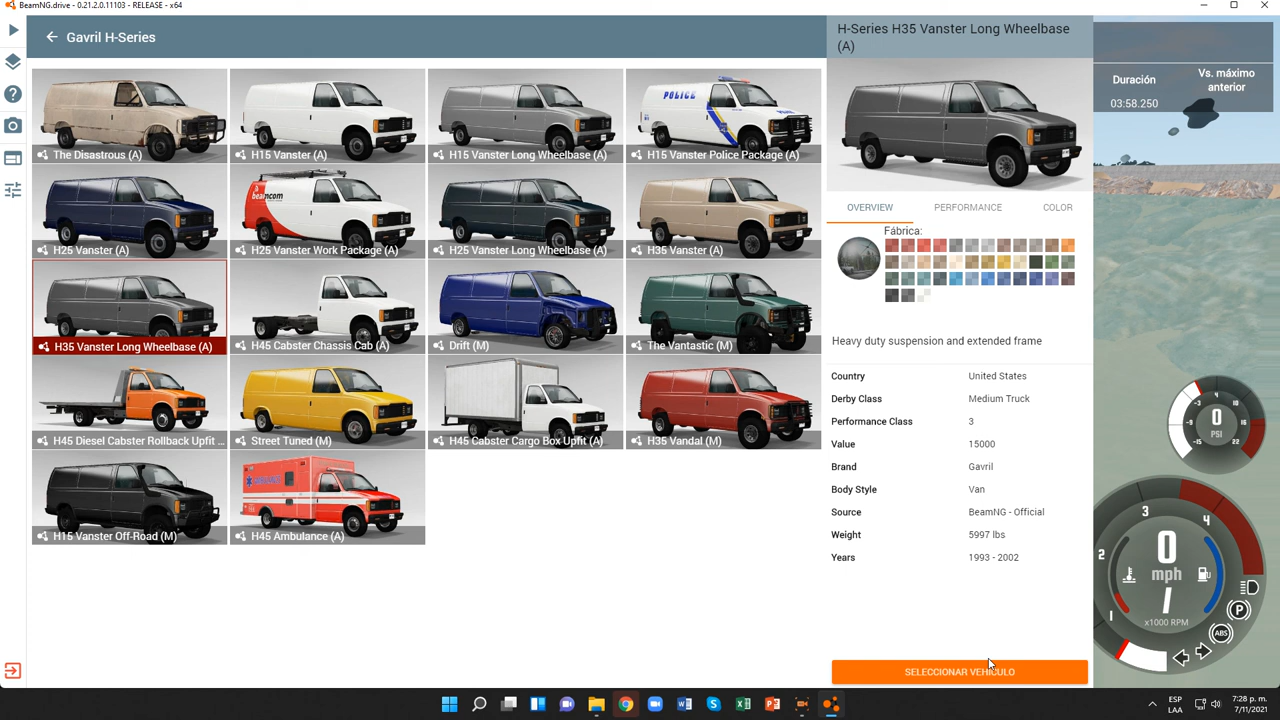 BeamNG.drive - 0.21.2.0.11103 - RELEASE - x64
Gavril H-Series
The Disastrous (A)
H15 Vanster (A)
H15 Vanster Long Wheelbase (A)
POLICE
H15 Vanster Police Package (A)
H25 Vanster (A)
beamcom
H25 Vanster Work Package (A)
H25 Vanster Long Wheelbase (A)
H35 Vanster (A)
H35 Vanster Long Wheelbase (A)
H45 Cabster Chassis Cab (A)
Drift (M)
The Vantastic (M)
H45 Diesel Cabster Rollback Upfit ...
Street Tuned (M)
H45 Cabster Cargo Box Upfit (A)
H35 Vandal (M)
H15 Vanster Off-Road (M)
H45 Ambulance (A)
H-Series H35 Vanster Long Wheelbase
(A)
OVERVIEW PERFORMANCE COLOR
Fábrica:
Heavy duty suspension and extended frame
Country United States
Derby Class Medium Truck
Performance Class 3
Value 15000
Brand Gavril
Body Style Van
Source BeamNG - Official
Weight 5997 lbs
Years 1993 - 2002
SELECCIONAR VEHÍCULO
Duración Vs. máximo
anterior
03:58.250
-15 -9 -3 4 10 16 22
0
PSI
1 2 3 4
0
mph
x1000 RPM
P
ABS
ESP
LAA
7:28 p. m.
7/11/2021